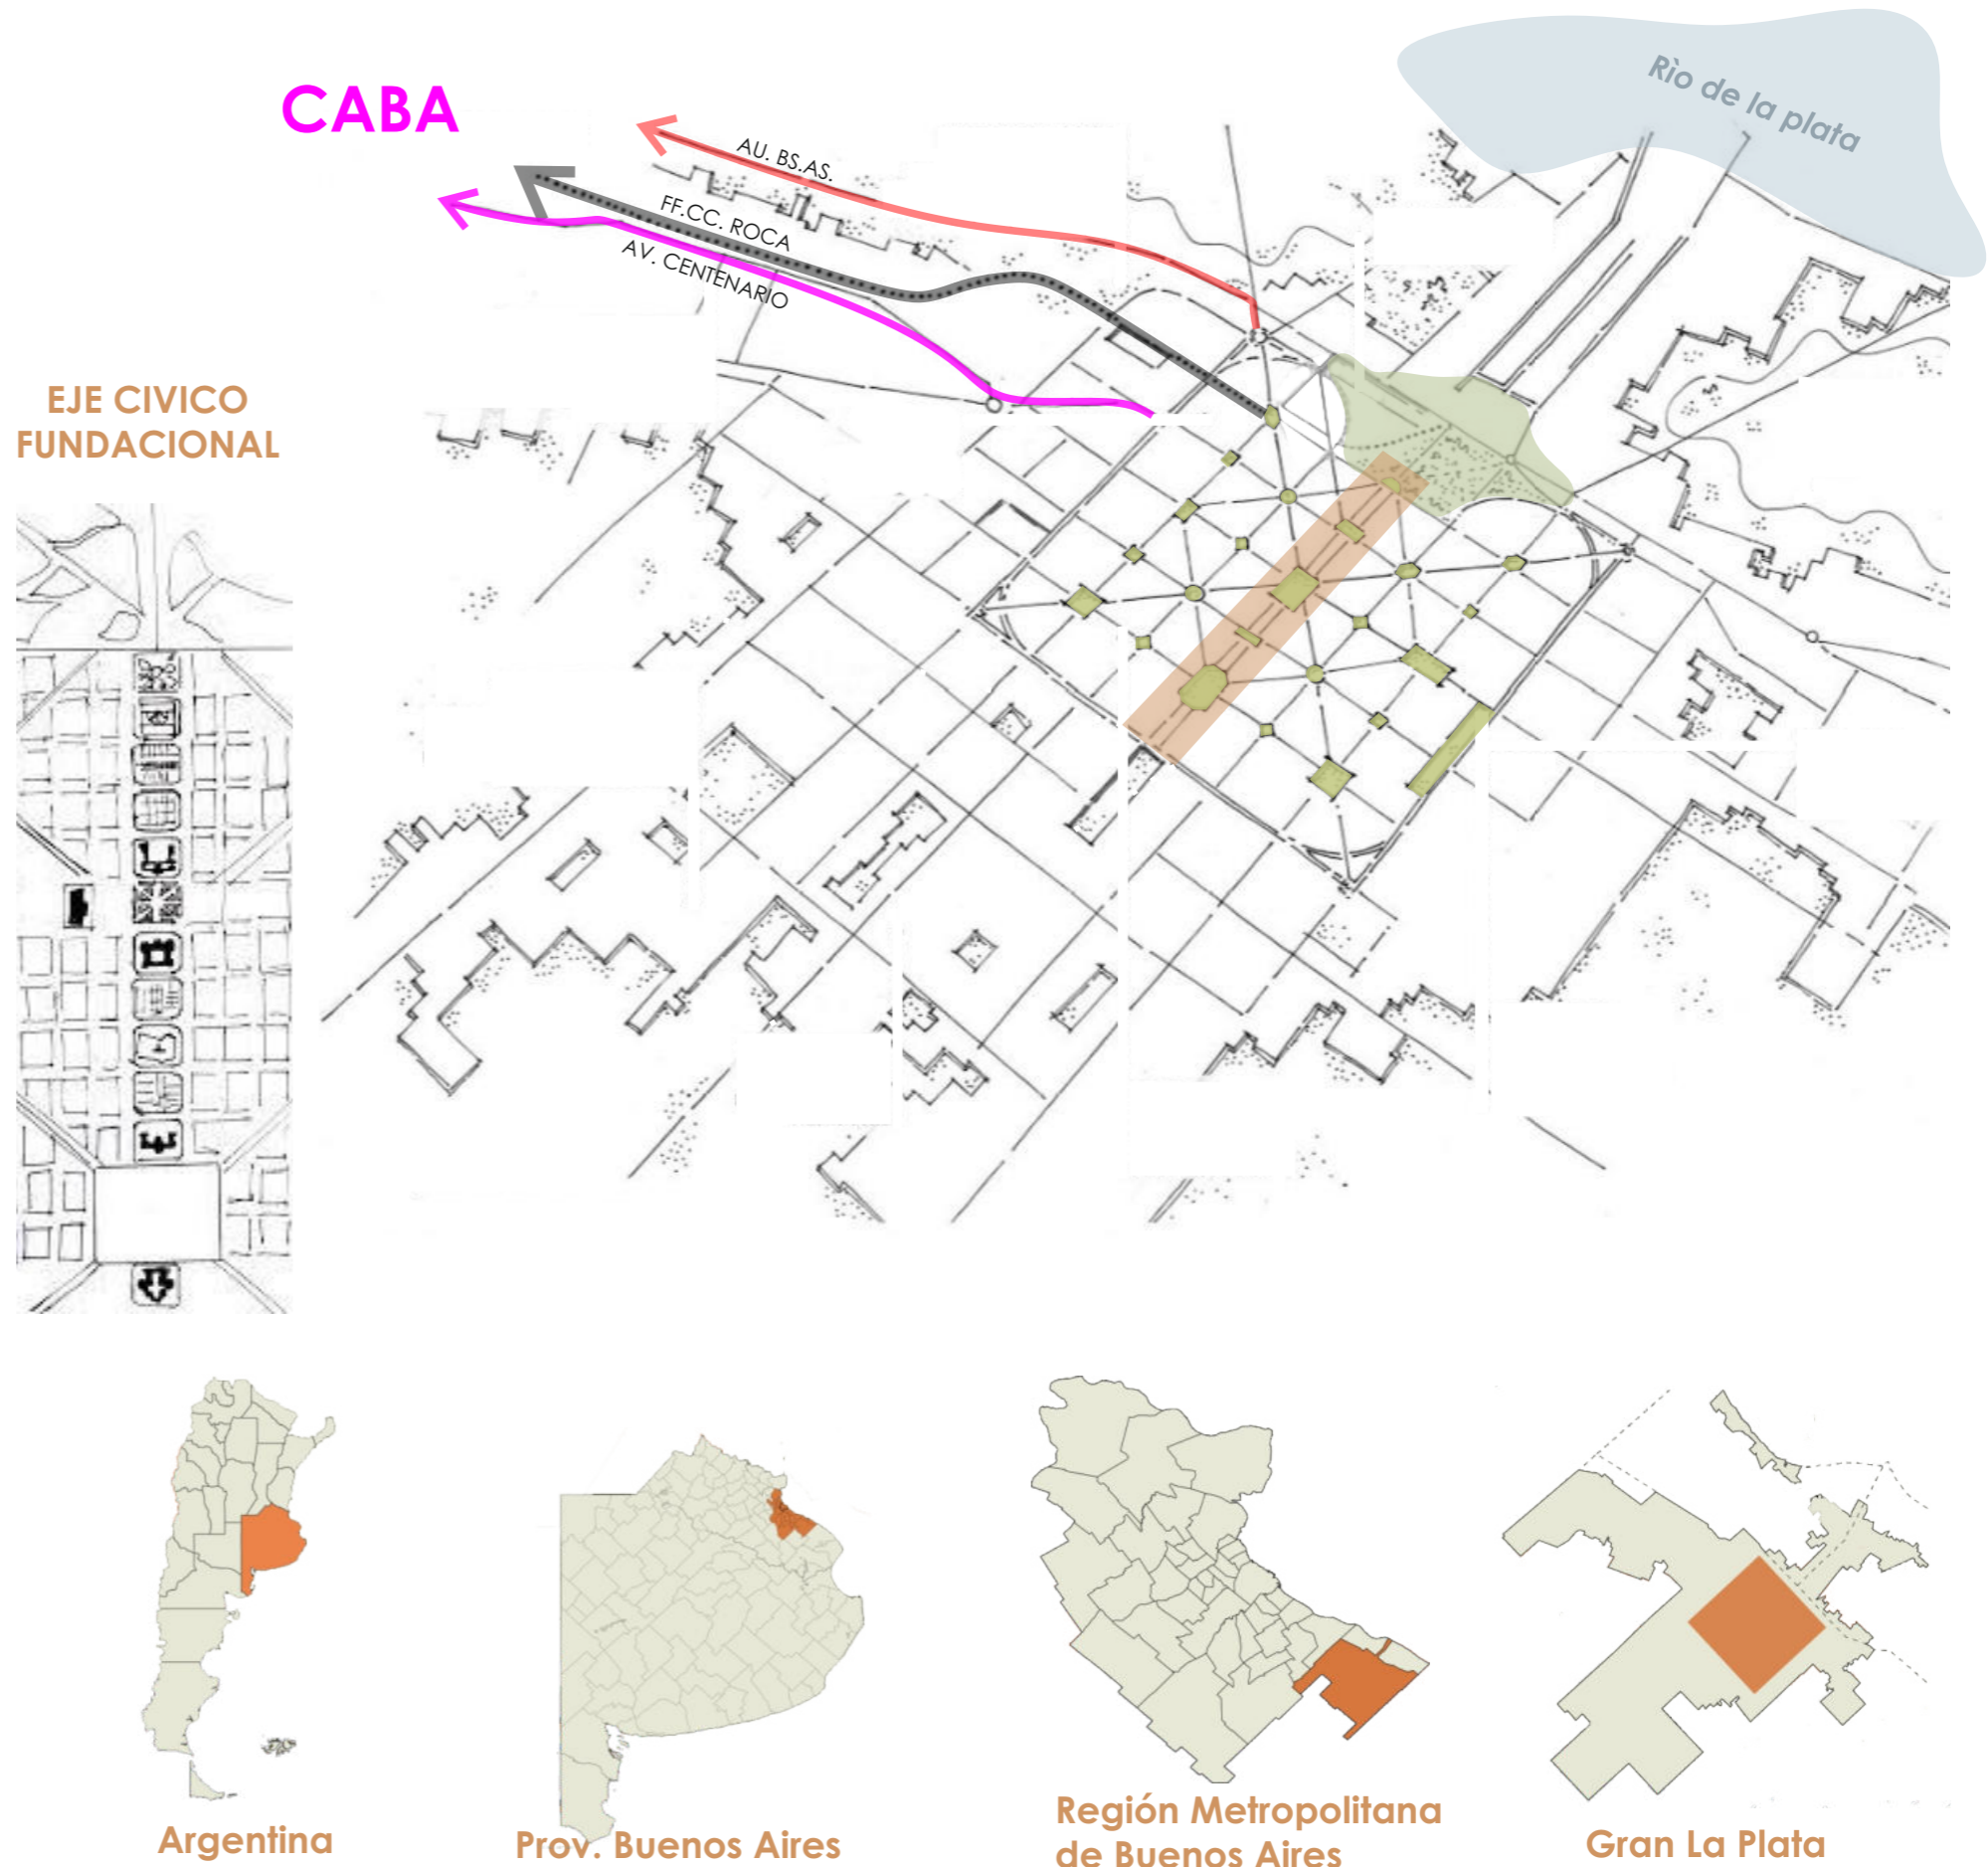 CABA
Rìo de la plata
AU. BS.AS.
FF.CC. ROCA
AV. CENTENARIO
EJE CIVICO
FUNDACIONAL
Argentina
Prov. Buenos Aires
Región Metropolitana
de Buenos Aires
Gran La Plata